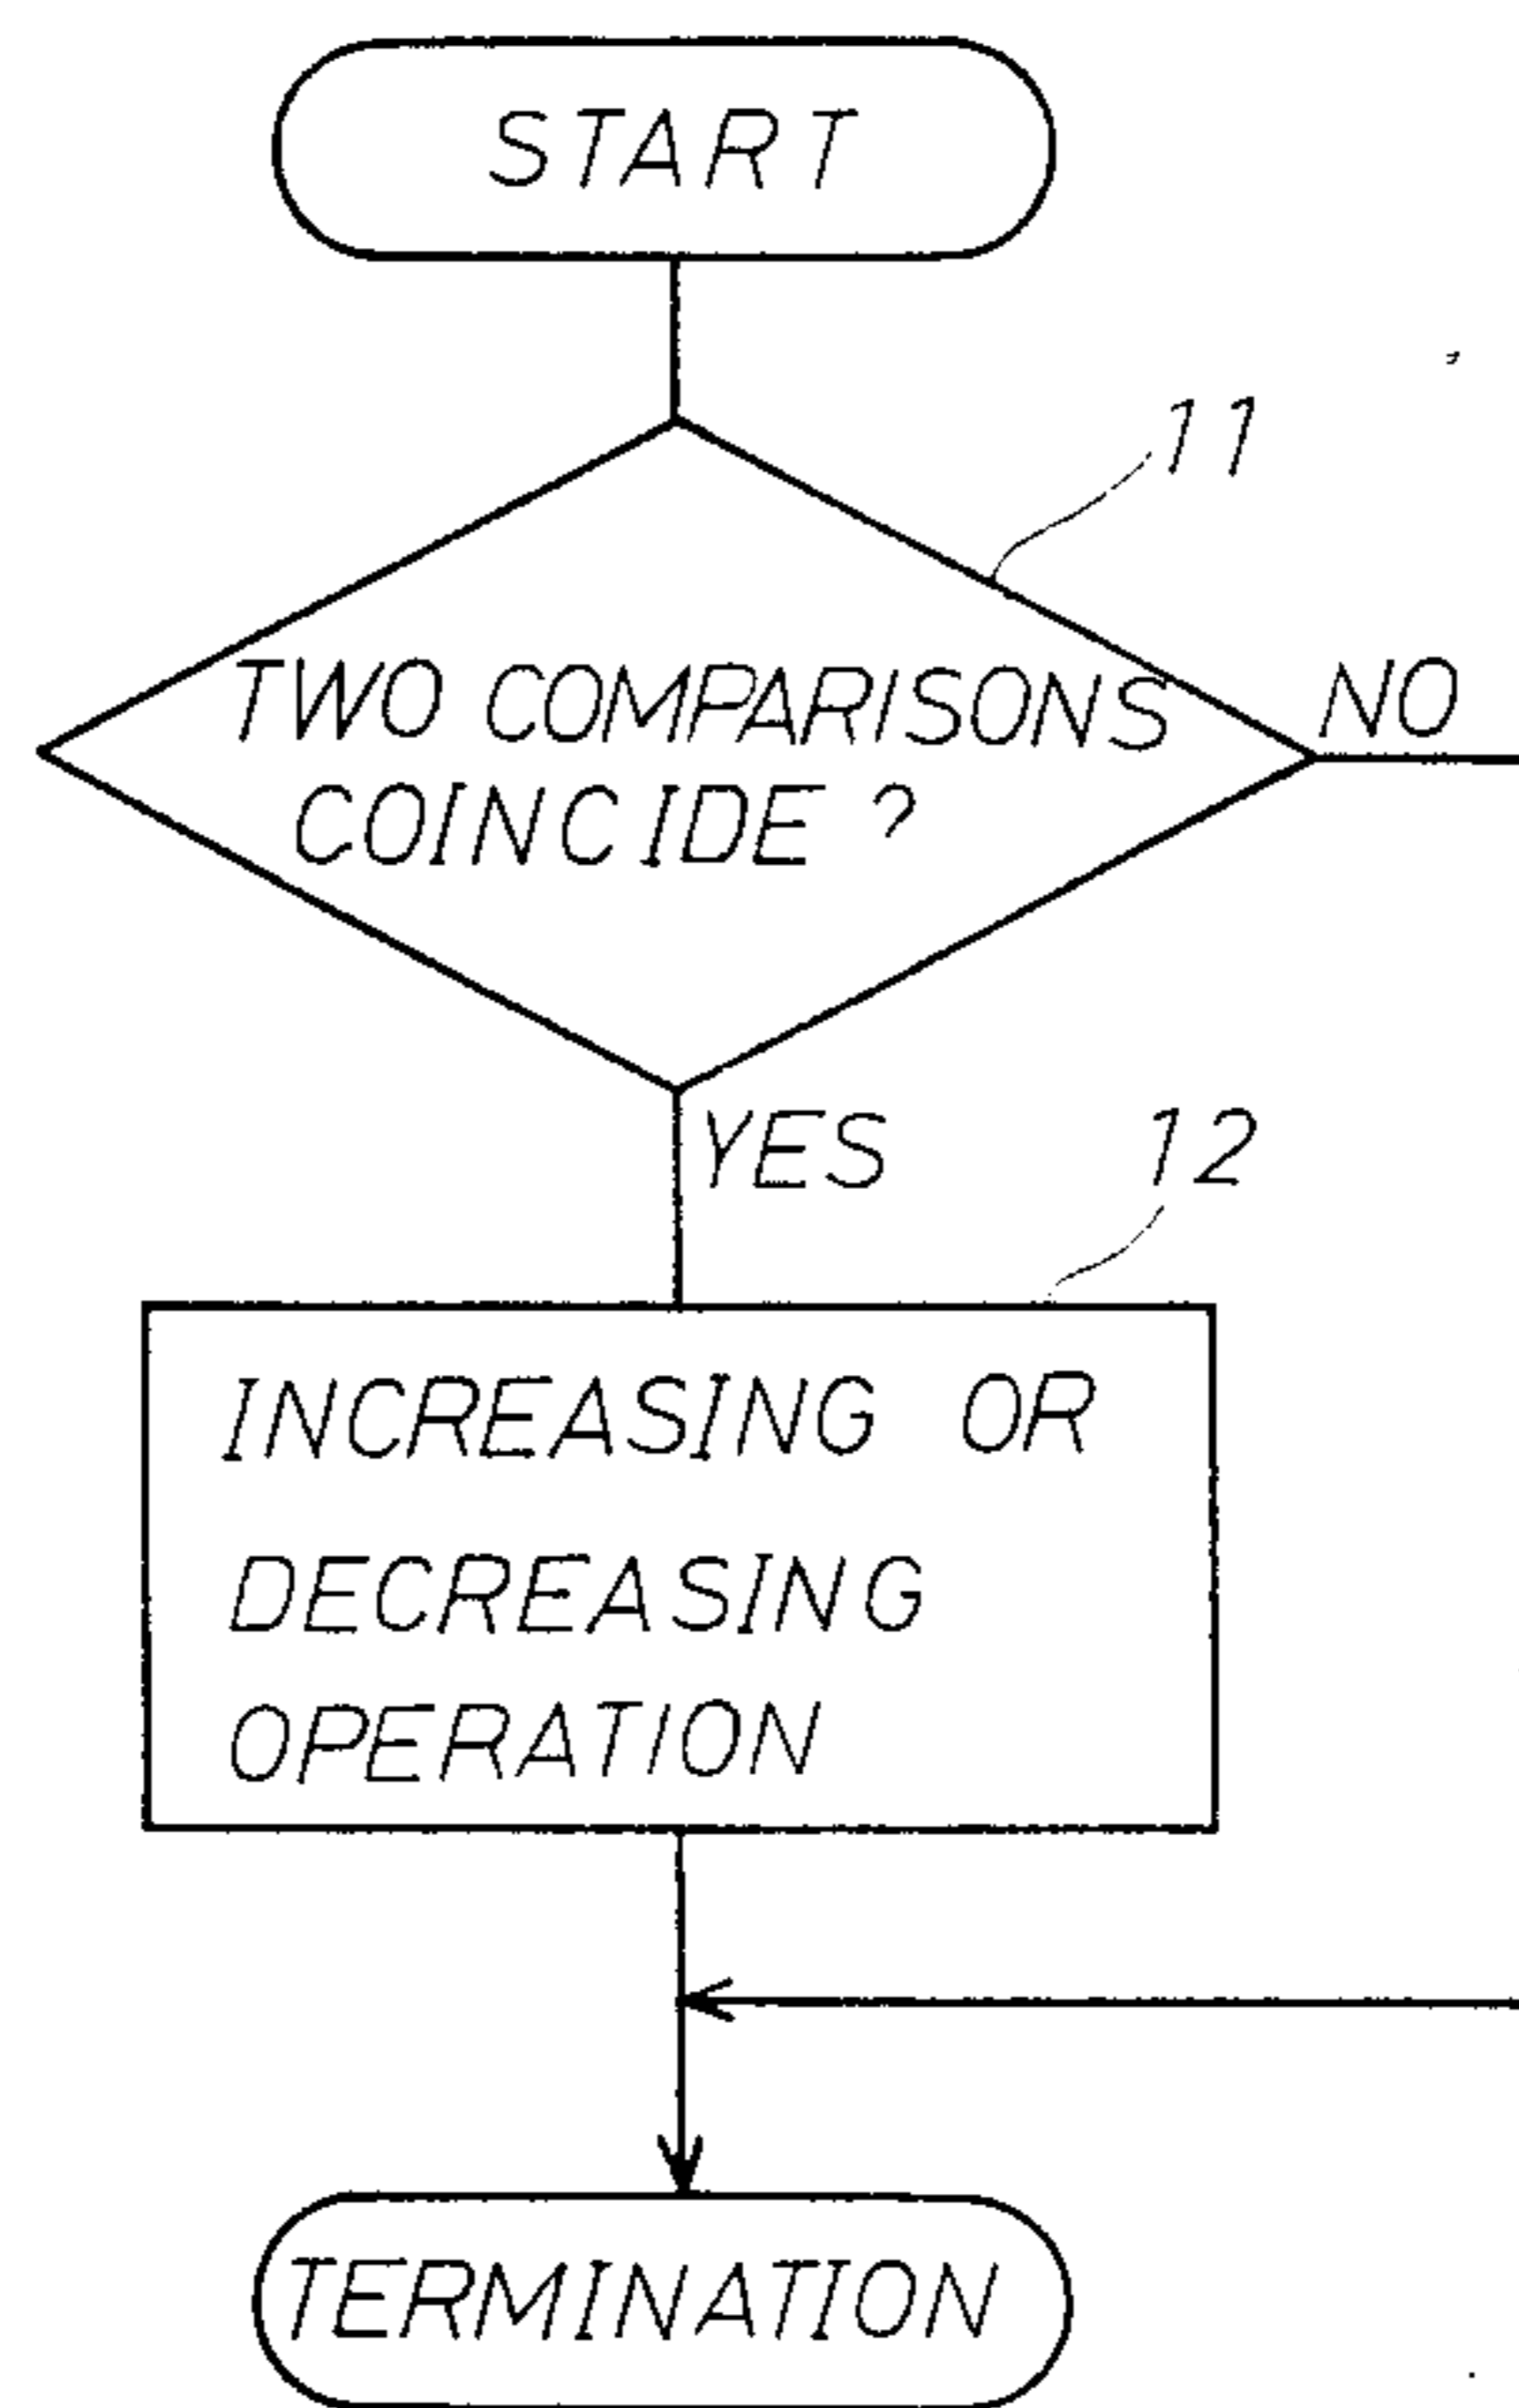 START
11
TWO COMPARISONS
COINCIDE ?
NO
YES
12
INCREASING OR
DECREASING
OPERATION
TERMINATION